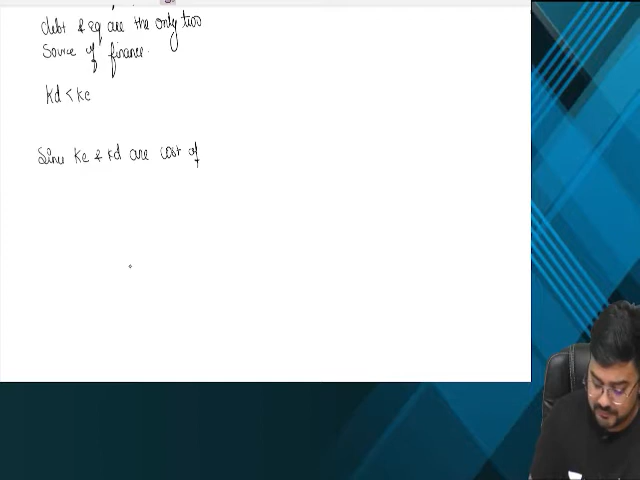 debt & eq are the only two
Source of finance.
kd < ke
Since ke & kd are cost of